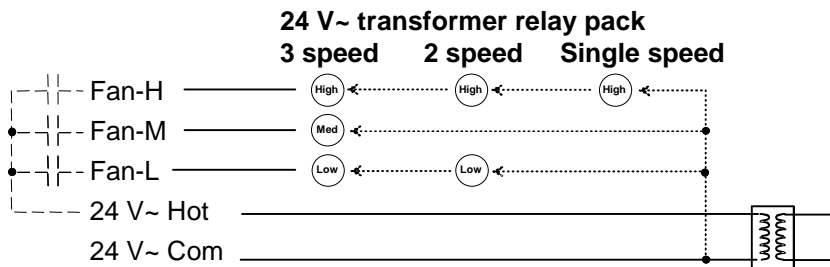 24 V~ transformer relay pack
3 speed 2 speed Single speed
Fan-H High High High
Fan-M Med
Fan-L Low Low
24 V~ Hot
24 V~ Com